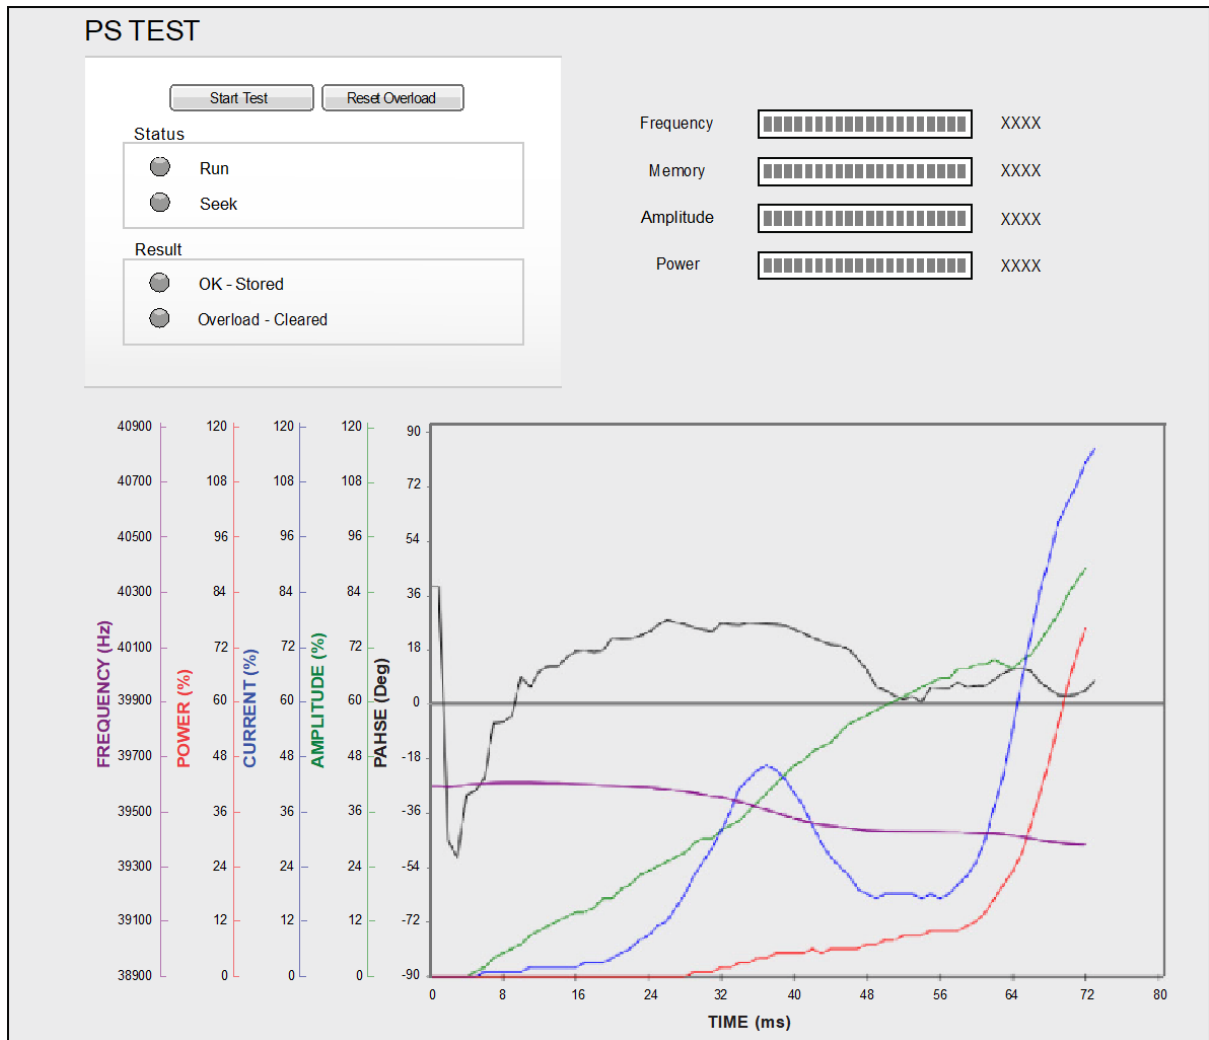 PS TEST
Start Test Reset Overload
Status
Run
Seek
Result
OK - Stored
Overload - Cleared
Frequency XXXX
Memory XXXX
Amplitude XXXX
Power XXXX
40900 120 120 120 90
40700 108 108 108 72
40500 96 96 96 54
40300 84 84 84 36
40100 72 72 72 18
39900 60 60 60 0
39700 48 48 48 -18
39500 36 36 36 -36
39300 24 24 24 -54
39100 12 12 12 -72
38900 0 0 0 -90
FREQUENCY (Hz)
POWER (%)
CURRENT (%)
AMPLITUDE (%)
PAHSE (Deg)
0 8 16 24 32 40 48 56 64 72 80
TIME (ms)